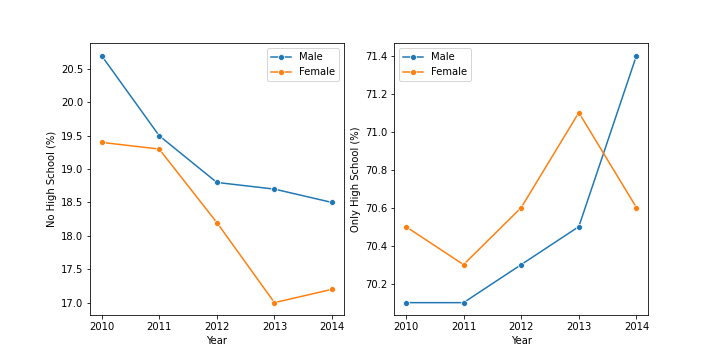 No High School (%)
20.5
20.0
19.5
19.0
18.5
18.0
17.5
17.0
Male
Female
2010 2011 2012 2013 2014
Year
Only High School (%)
71.4
71.2
71.0
70.8
70.6
70.4
70.2
Male
Female
2010 2011 2012 2013 2014
Year